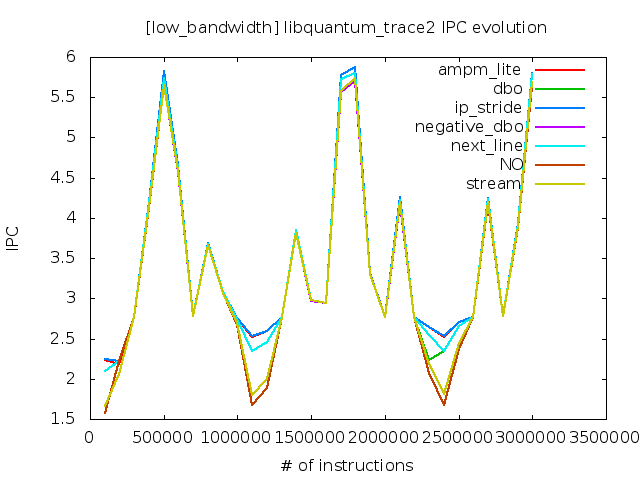 [low_bandwidth] libquantum_trace2 IPC evolution
6
5.5
5
4.5
4
3.5
3
2.5
2
1.5
IPC
ampm_lite
dbo
ip_stride
negative_dbo
next_line
NO
stream
0 500000 1000000 1500000 2000000 2500000 3000000 3500000
# of instructions